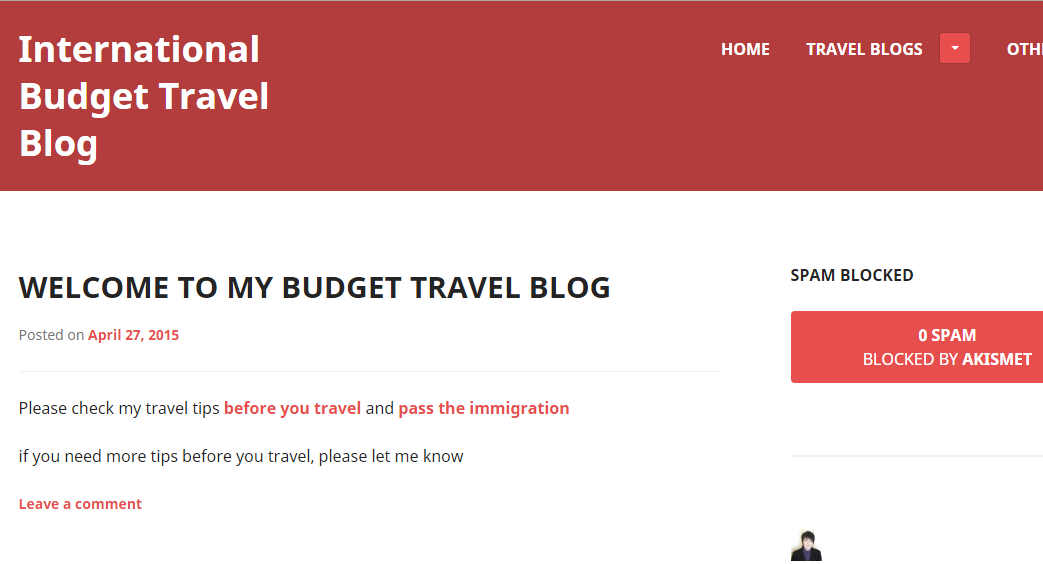 International
Budget Travel
Blog
HOME TRAVEL BLOGS
WELCOME TO MY BUDGET TRAVEL BLOG
Posted on April 27, 2015
Please check my travel tips before you travel and pass the immigration
if you need more tips before you travel, please let me know
Leave a comment
SPAM BLOCKED
0 SPAM
BLOCKED BY AKISMET